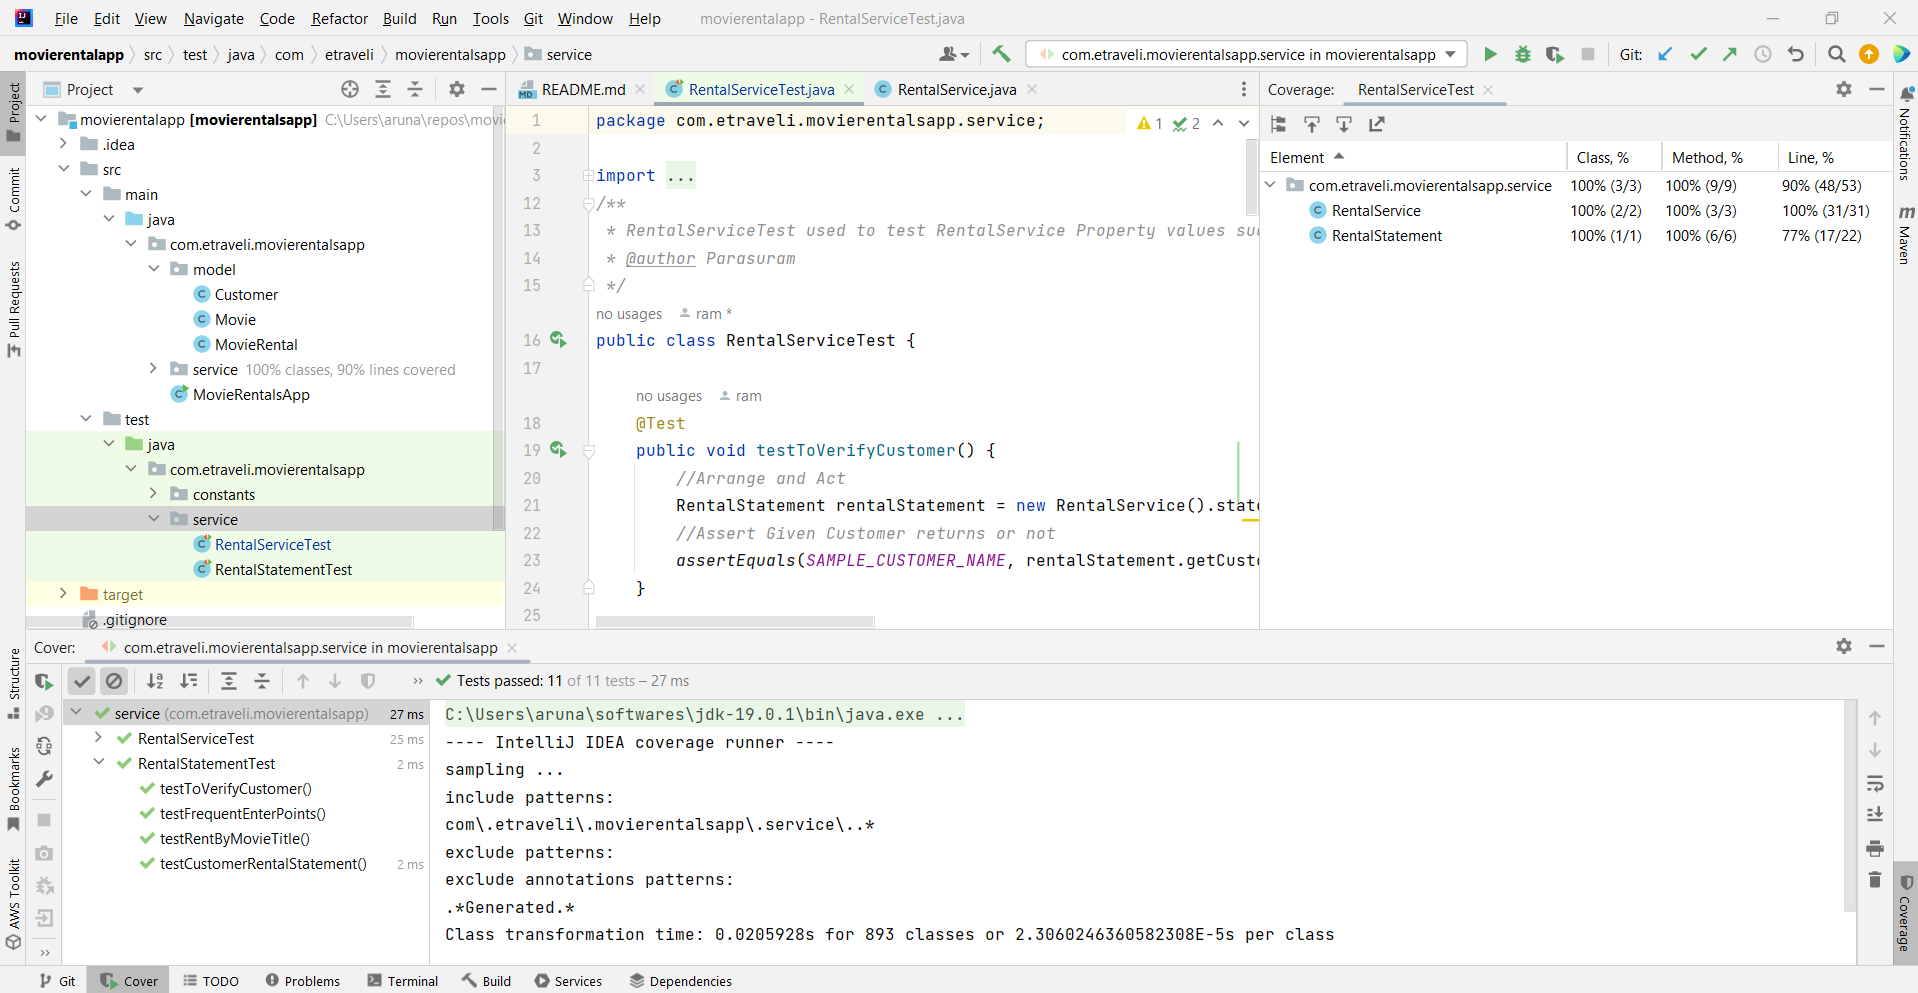 File Edit View Navigate Code Refactor Build Run Tools Git Window Help movierentalapp - RentalServiceTest.java
movierentalapp src test java com etraveli movierentalsapp service com.etraveli.movierentalsapp.service in movierentalsapp Git:
Project
README.md RentalServiceTest.java RentalService.java
Coverage: RentalServiceTest
Project
Commit
Pull Requests
Structure
Bookmarks
AWS Toolkit
movierentalapp [movierentalsapp] C:\Users\aruna\repos\movi
.idea
src
main
java
com.etraveli.movierentalsapp
model
Customer
Movie
MovieRental
service 100% classes, 90% lines covered
MovieRentalsApp
test
java
com.etraveli.movierentalsapp
constants
service
RentalServiceTest
RentalStatementTest
target
.gitignore
1 package com.etraveli.movierentalsapp.service; 1 2
2
3 import ...
12 /**
13 * RentalServiceTest used to test RentalService Property values suc
14 * @author Parasuram
15 */
no usages ram *
16 public class RentalServiceTest {
17
no usages ram
18 @Test
19 public void testToVerifyCustomer() {
20 //Arrange and Act
21 RentalStatement rentalStatement = new RentalService().state
22 //Assert Given Customer returns or not
23 assertEquals(SAMPLE_CUSTOMER_NAME, rentalStatement.getCusto
24 }
25
Element Class, % Method, % Line, %
com.etraveli.movierentalsapp.service 100% (3/3) 100% (9/9) 90% (48/53)
RentalService 100% (2/2) 100% (3/3) 100% (31/31)
RentalStatement 100% (1/1) 100% (6/6) 77% (17/22)
Notifications
Maven
Coverage
Cover: com.etraveli.movierentalsapp.service in movierentalsapp
Tests passed: 11 of 11 tests – 27 ms
service (com.etraveli.movierentalsapp) 27 ms
RentalServiceTest 25 ms
RentalStatementTest 2 ms
testToVerifyCustomer()
testFrequentEnterPoints()
testRentByMovieTitle()
testCustomerRentalStatement() 2 ms
C:\Users\aruna\softwares\jdk-19.0.1\bin\java.exe ...
---- IntelliJ IDEA coverage runner ----
sampling ...
include patterns:
com\.etraveli\.movierentalsapp\.service\..*
exclude patterns:
exclude annotations patterns:
.*Generated.*
Class transformation time: 0.0205928s for 893 classes or 2.3060246360582308E-5s per class
Git Cover TODO Problems Terminal Build Services Dependencies